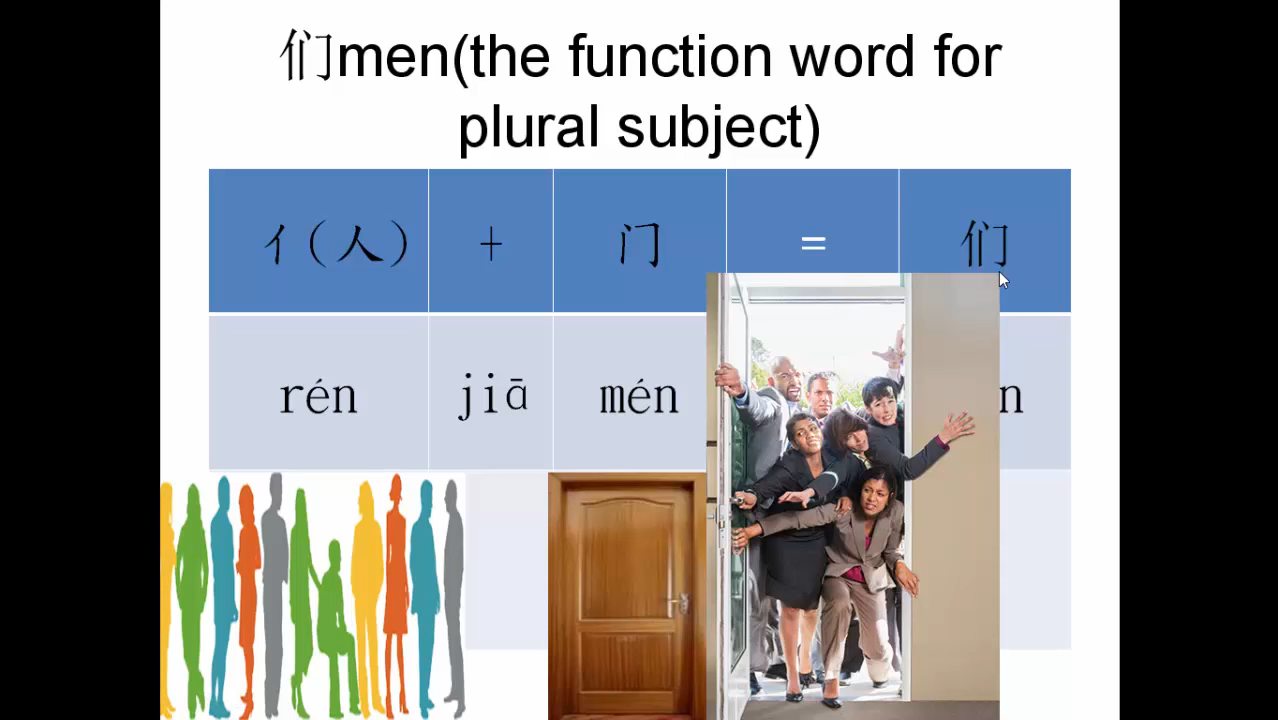 们men(the function word for
plural subject)
亻(人) + 门 = 们
rén jiā mén n